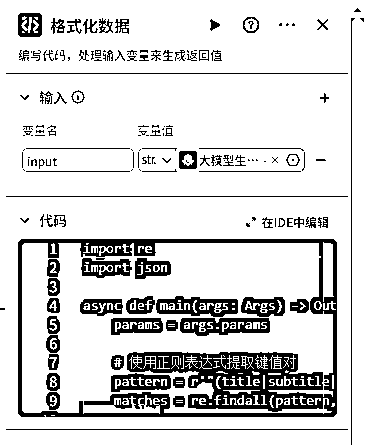 格式化数据
编写代码，处理输入变量来生成返回值
输入
变量名 变量值
input str. 大模型生…
代码 在IDE中编辑
1 import re
2 import json
3
4 async def main(args: Args) -> Out
5 params = args.params
6
7 # 使用正则表达式提取键值对
8 pattern = r'"(title|subtitle
9 matches = re.findall(pattern,